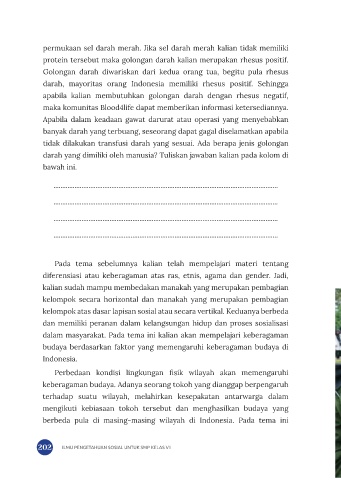 permukaan sel darah merah. Jika sel darah merah kalian tidak memiliki
protein tersebut maka golongan darah kalian merupakan rhesus positif.
Golongan darah diwariskan dari kedua orang tua, begitu pula rhesus
darah, mayoritas orang Indonesia memiliki rhesus positif. Sehingga
apabila kalian membutuhkan golongan darah dengan rhesus negatif,
maka komunitas Blood4life dapat memberikan informasi ketersediannya.
Apabila dalam keadaan gawat darurat atau operasi yang menyebabkan
banyak darah yang terbuang, seseorang dapat gagal diselamatkan apabila
tidak dilakukan transfusi darah yang sesuai. Ada berapa jenis golongan
darah yang dimiliki oleh manusia? Tuliskan jawaban kalian pada kolom di
bawah ini.
Pada tema sebelumnya kalian telah mempelajari materi tentang
diferensiasi atau keberagaman atas ras, etnis, agama dan gender. Jadi,
kalian sudah mampu membedakan manakah yang merupakan pembagian
kelompok secara horizontal dan manakah yang merupakan pembagian
kelompok atas dasar lapisan sosial atau secara vertikal. Keduanya berbeda
dan memiliki peranan dalam kelangsungan hidup dan proses sosialisasi
dalam masyarakat. Pada tema ini kalian akan mempelajari keberagaman
budaya berdasarkan faktor yang memengaruhi keberagaman budaya di
Indonesia.
Perbedaan kondisi lingkungan fisik wilayah akan memengaruhi
keberagaman budaya. Adanya seorang tokoh yang dianggap berpengaruh
terhadap suatu wilayah, melahirkan kesepakatan antarwarga dalam
mengikuti kebiasaan tokoh tersebut dan menghasilkan budaya yang
berbeda pula di masing-masing wilayah di Indonesia. Pada tema ini
202 ILMU PENGETAHUAN SOSIAL UNTUK SMP KELAS VII